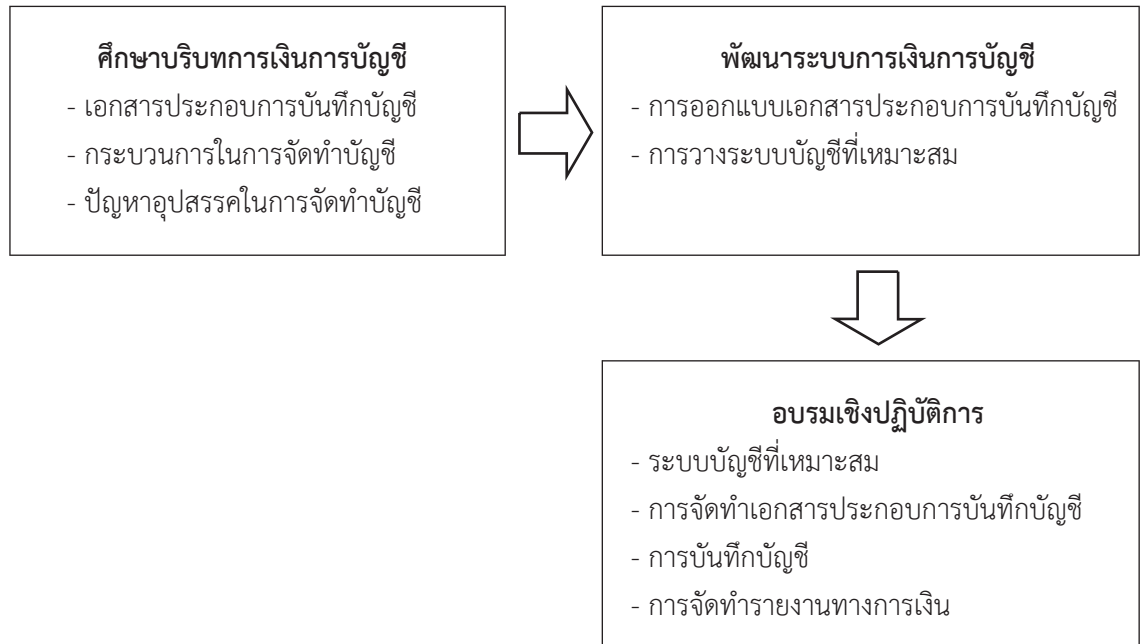 ศึกษาบริบทการเงินการบัญชี
- เอกสารประกอบการบันทึกบัญชี
- กระบวนการในการจัดทำบัญชี
- ปัญหาอุปสรรคในการจัดทำบัญชี
พัฒนาระบบการเงินการบัญชี
- การออกแบบเอกสารประกอบการบันทึกบัญชี
- การวางระบบบัญชีที่เหมาะสม
อบรมเชิงปฏิบัติการ
- ระบบบัญชีที่เหมาะสม
- การจัดทำเอกสารประกอบการบันทึกบัญชี
- การบันทึกบัญชี
- การจัดทำรายงานทางการเงิน